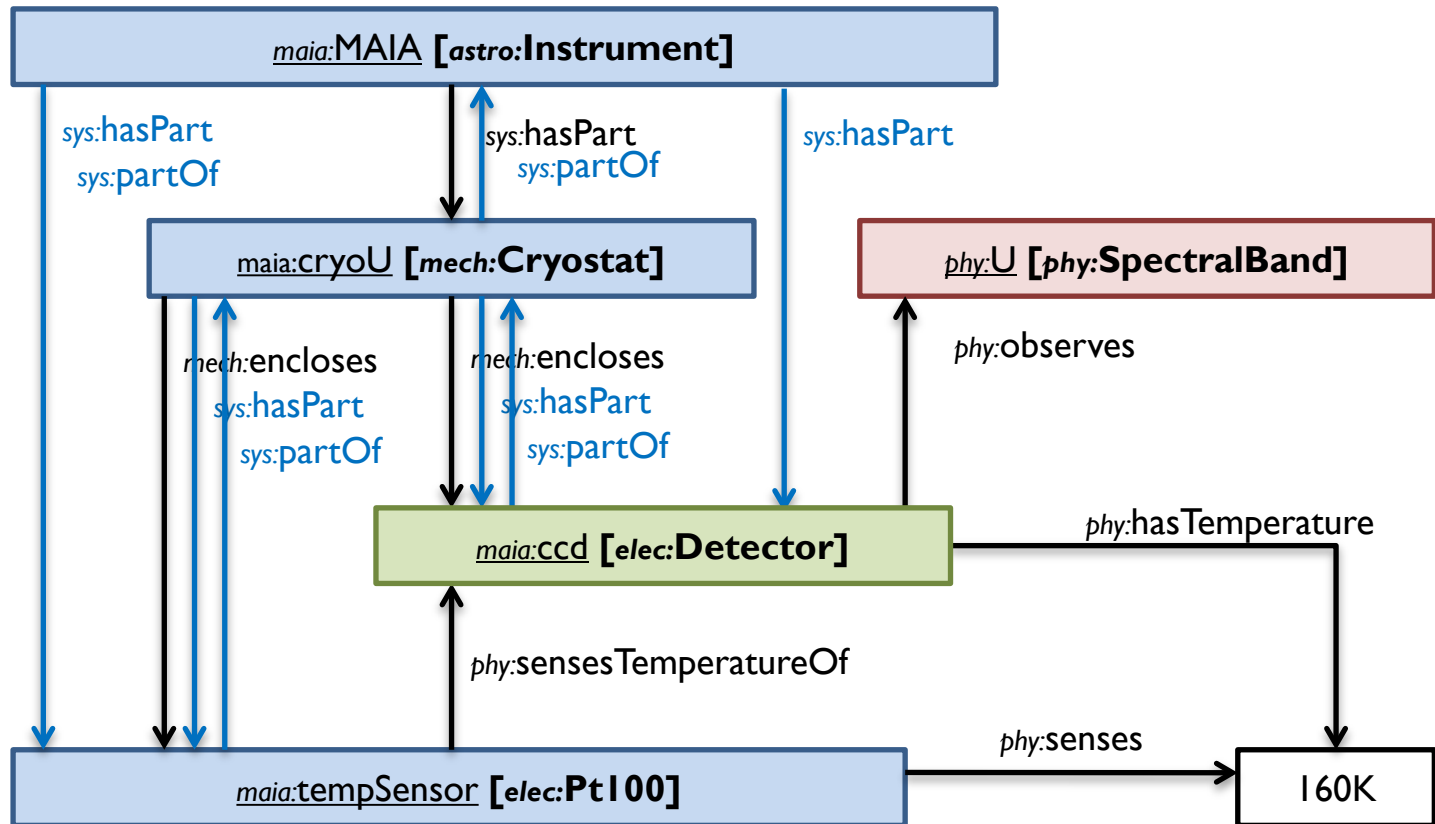 maia:MAIA [astro:Instrument]
sys:hasPart
sys:partOf
sys:hasPart
sys:partOf
sys:hasPart
maia:cryoU [mech:Cryostat]
phy:U [phy:SpectralBand]
mech:encloses
sys:hasPart
sys:partOf
mech:encloses
sys:hasPart
sys:partOf
phy:observes
maia:ccd [elec:Detector]
phy:hasTemperature
phy:sensesTemperatureOf
maia:tempSensor [elec:Pt100]
phy:senses
160K